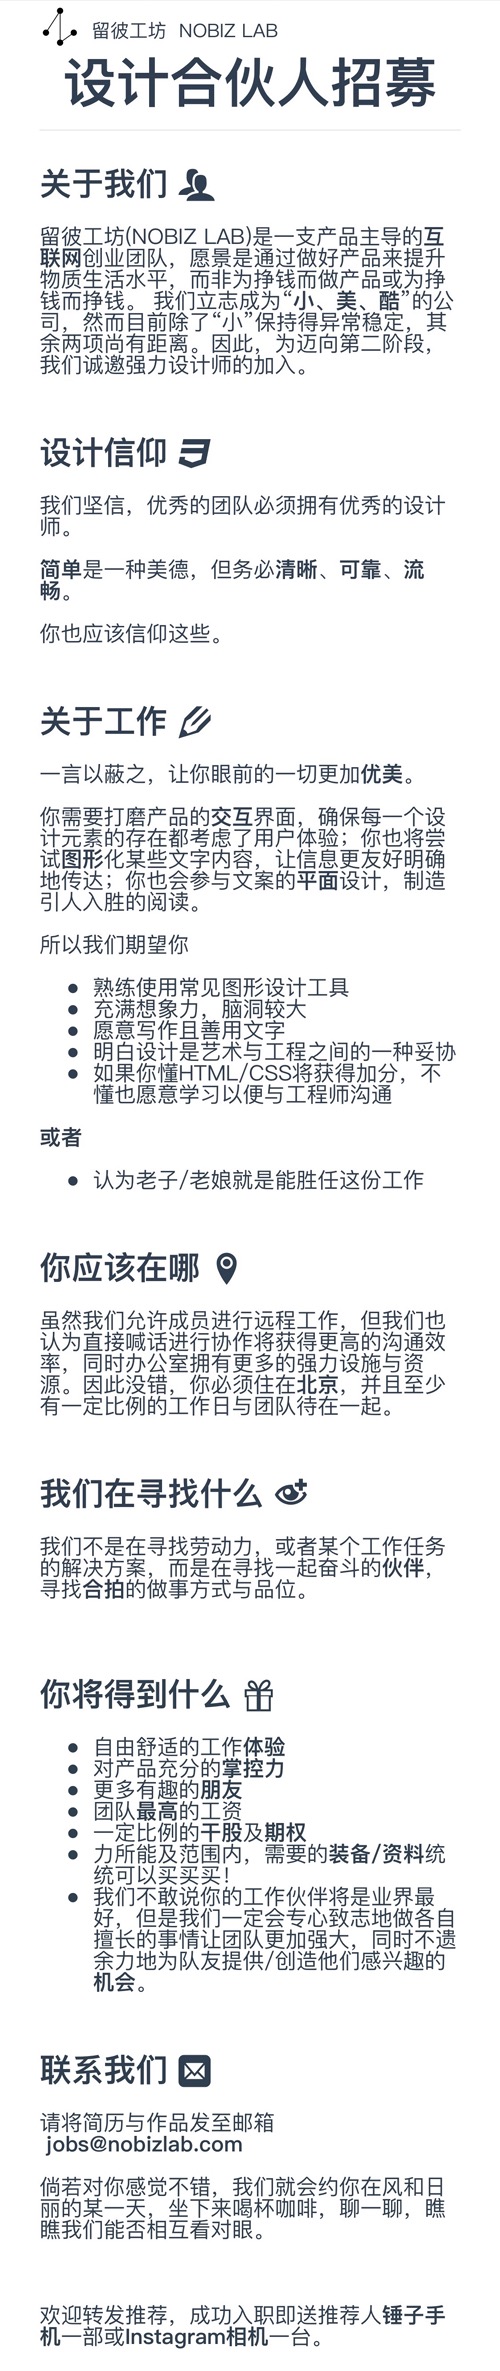 留彼工坊 NOBIZ LAB
设计合伙人招募
关于我们
留彼工坊(NOBIZ LAB)是一支产品主导的互
联网创业团队，愿景是通过做好产品来提升
物质生活水平，而非为挣钱而做产品或为挣
钱而挣钱。 我们立志成为“小、美、酷”的公
司，然而目前除了“小”保持得异常稳定，其
余两项尚有距离。因此，为迈向第二阶段，
我们诚邀强力设计师的加入。
设计信仰
我们坚信，优秀的团队必须拥有优秀的设计
师。
简单是一种美德，但务必清晰、可靠、流
畅。
你也应该信仰这些。
关于工作
一言以蔽之，让你眼前的一切更加优美。
你需要打磨产品的交互界面，确保每一个设
计元素的存在都考虑了用户体验；你也将尝
试图形化某些文字内容，让信息更友好明确
地传达；你也会参与文案的平面设计，制造
引人入胜的阅读。
所以我们期望你
● 熟练使用常见图形设计工具
● 充满想象力，脑洞较大
● 愿意写作且善用文字
● 明白设计是艺术与工程之间的一种妥协
● 如果你懂HTML/CSS将获得加分，不
懂也愿意学习以便与工程师沟通
或者
● 认为老子/老娘就是能胜任这份工作
你应该在哪
虽然我们允许成员进行远程工作，但我们也
认为直接喊话进行协作将获得更高的沟通效
率，同时办公室拥有更多的强力设施与资
源。因此没错，你必须住在北京，并且至少
有一定比例的工作日与团队待在一起。
我们在寻找什么
我们不是在寻找劳动力，或者某个工作任务
的解决方案，而是在寻找一起奋斗的伙伴，
寻找合拍的做事方式与品位。
你将得到什么
● 自由舒适的工作体验
● 对产品充分的掌控力
● 更多有趣的朋友
● 团队最高的工资
● 一定比例的干股及期权
● 力所能及范围内，需要的装备/资料统
统可以买买买！
● 我们不敢说你的工作伙伴将是业界最
好，但是我们一定会专心致志地做各自
擅长的事情让团队更加强大，同时不遗
余力地为队友提供/创造他们感兴趣的
机会。
联系我们
请将简历与作品发至邮箱
jobs@nobizlab.com
倘若对你感觉不错，我们就会约你在风和日
丽的某一天，坐下来喝杯咖啡，聊一聊，瞧
瞧我们能否相互看对眼。
欢迎转发推荐，成功入职即送推荐人锤子手
机一部或Instagram相机一台。